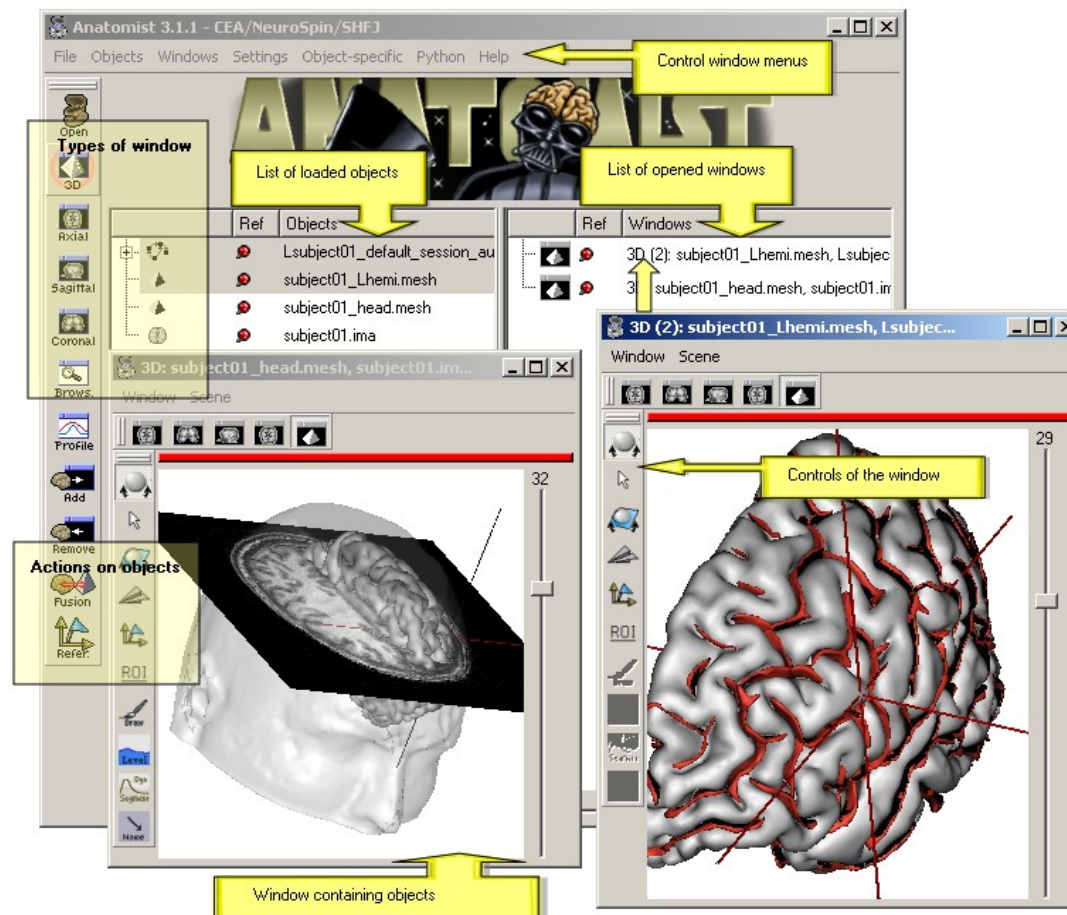 Anatomist 3.1.1 - CEA/NeuroSpin/SHFJ
File Objects Windows Settings Object-specific Python Help
Control window menus
ANATOMIST
Open
Types of window
3D
Axial
Sagittal
Coronal
Brows.
Profile
Add
Remove
Actions on objects
Fusion
Refer.
List of loaded objects
List of opened windows
Ref Objects
Lsubject01_default_session_au
subject01_Lhemi.mesh
subject01_head.mesh
subject01.ima
Ref Windows
3D (2): subject01_Lhemi.mesh, Lsubjec
subject01_head.mesh, subject01.im
3D: subject01_head.mesh, subject01.im...
Window Scene
32
ROI
Draw
Level
Dyn
Segment
Name
Window containing objects
3D (2): subject01_Lhemi.mesh, Lsubjec...
Window Scene
29
Controls of the window
ROI